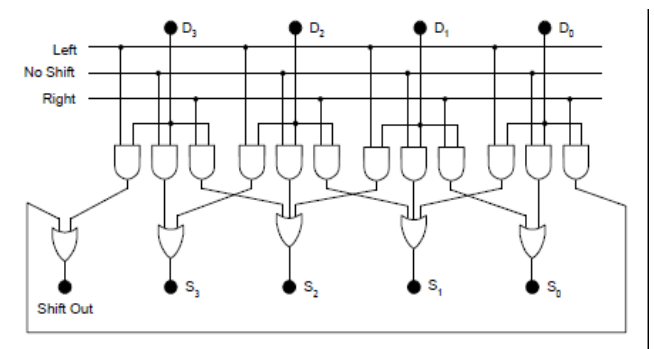 D3 D2 D1 D0
Left
No Shift
Right
S3 S2 S1 S0
Shift Out